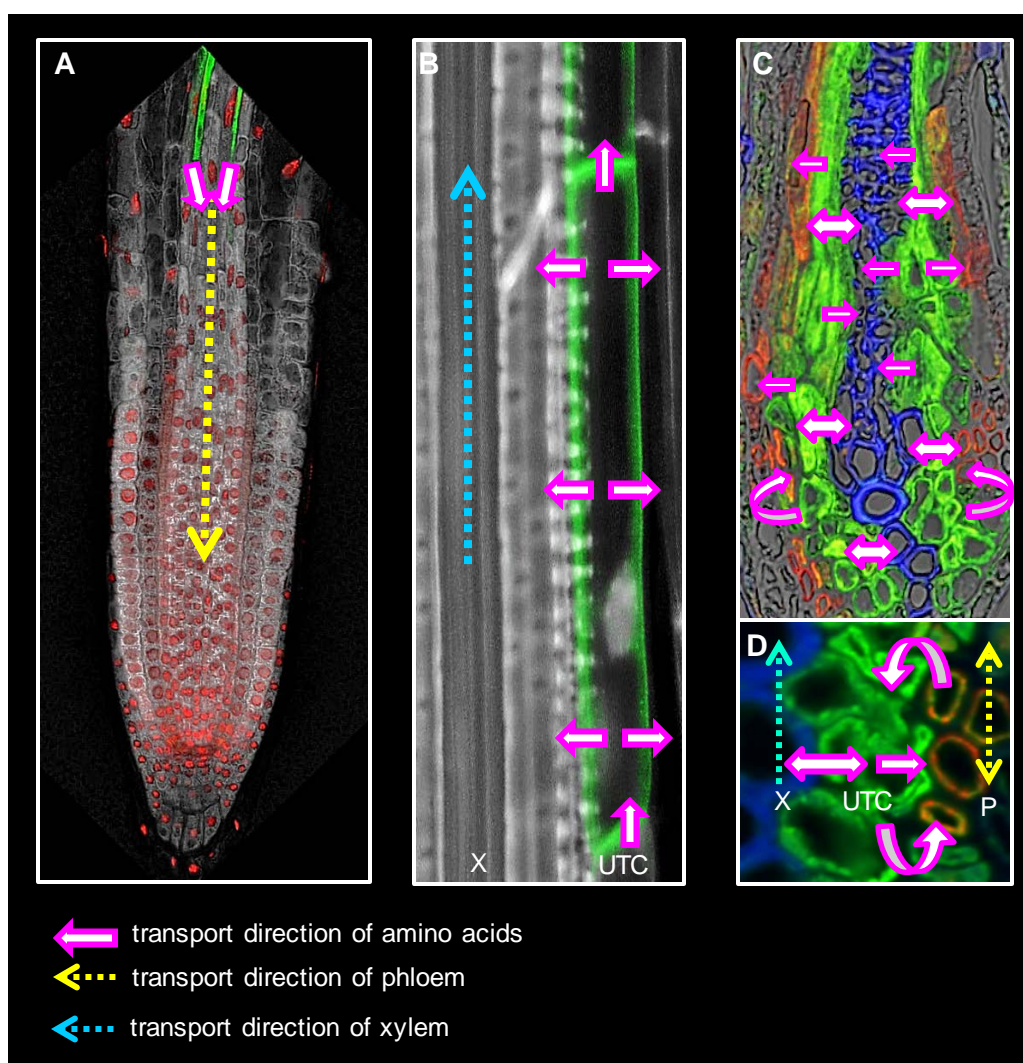 A
B
C
D
X
UTC
P
X
UTC
transport direction of amino acids
transport direction of phloem
transport direction of xylem